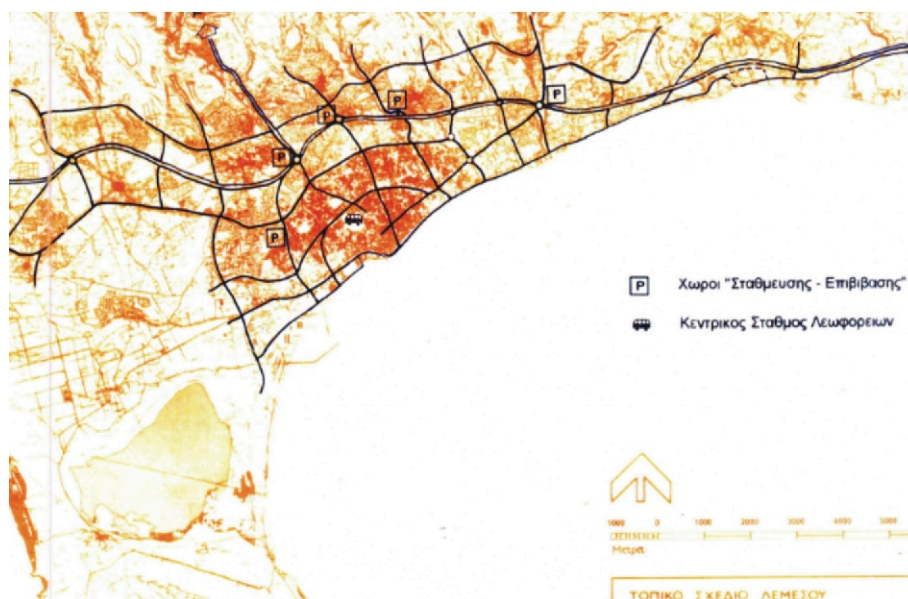 P
P
P
P
P
P Χωροι "Σταθμευσης - Επιβιβασης"
Κεντρικος Σταθμος Λεωφορειων
1000 0 1000 2000 3000 4000 5000
Μετρα
ΤΟΠΙΚΟ ΣΧΕΔΙΟ ΛΕΜΕΣΟΥ